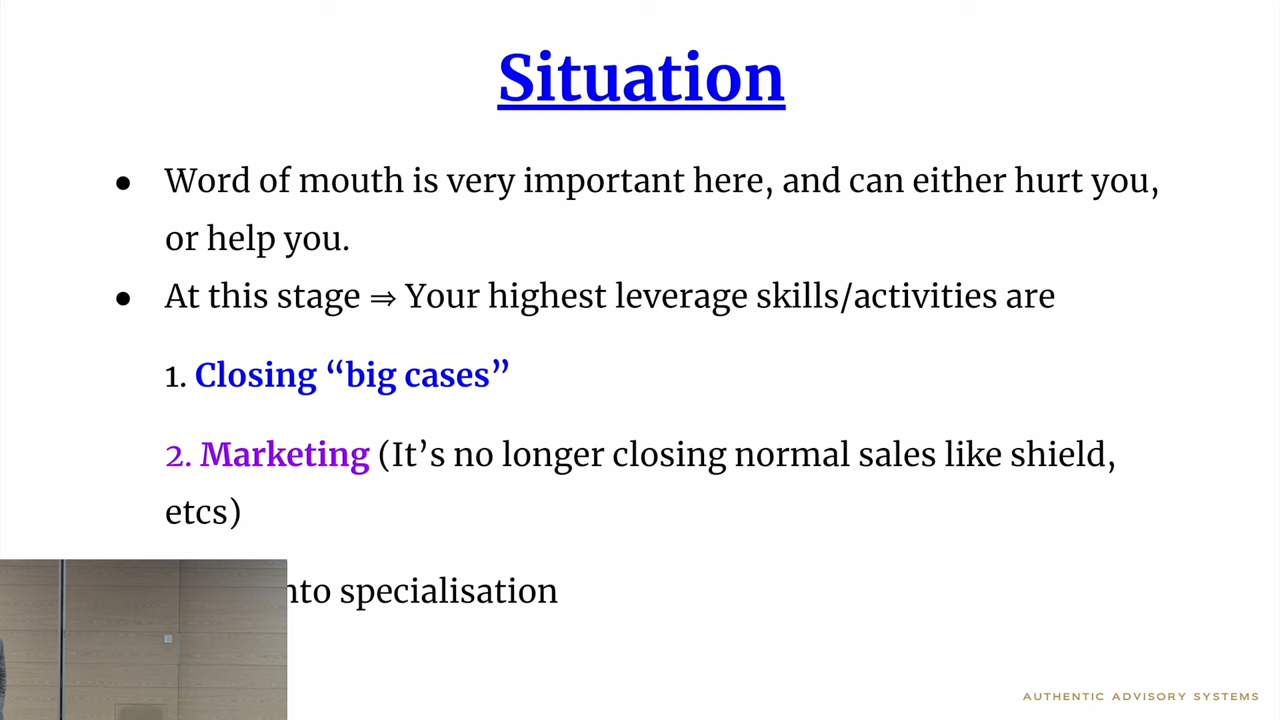 Situation
● Word of mouth is very important here, and can either hurt you,
or help you.
● At this stage ⇒ Your highest leverage skills/activities are
1. Closing “big cases”
2. Marketing (It’s no longer closing normal sales like shield,
etcs)
specialisation
AUTHENTIC ADVISORY SYSTEMS